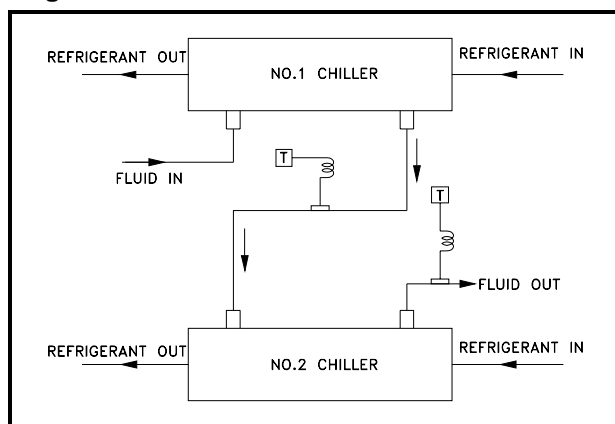 REFRIGERANT OUT
NO.1 CHILLER
REFRIGERANT IN
FLUID IN
T
T
FLUID OUT
REFRIGERANT OUT
NO.2 CHILLER
REFRIGERANT IN